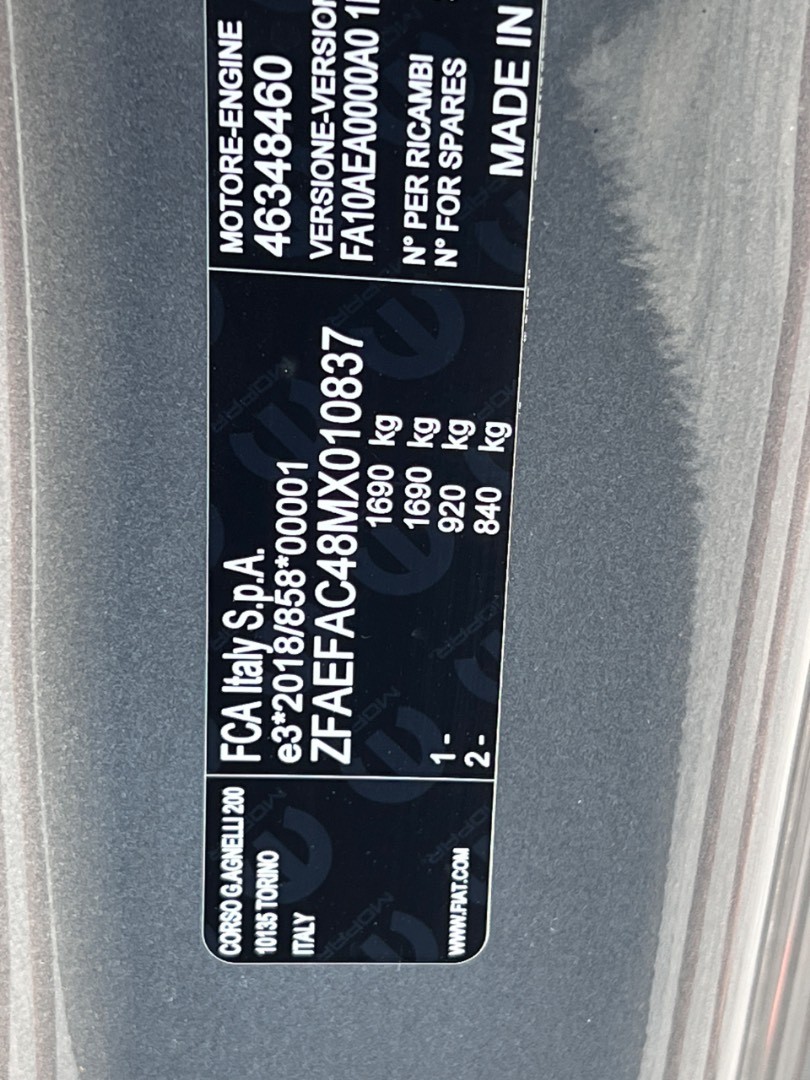 CORSO G.AGNELLI 200
10135 TORINO
ITALY
WWW.FIAT.COM
FCA Italy S.p.A.
e3*2018/858*00001
ZFAEFAC48MX010837
1690 kg
1690 kg
1- 920 kg
2- 840 kg
MOTORE-ENGINE
46348460
VERSIONE-VERSION
FA10AEA0000A0
N° PER RICAMBI
N° FOR SPARES
MADE IN
MOPAR